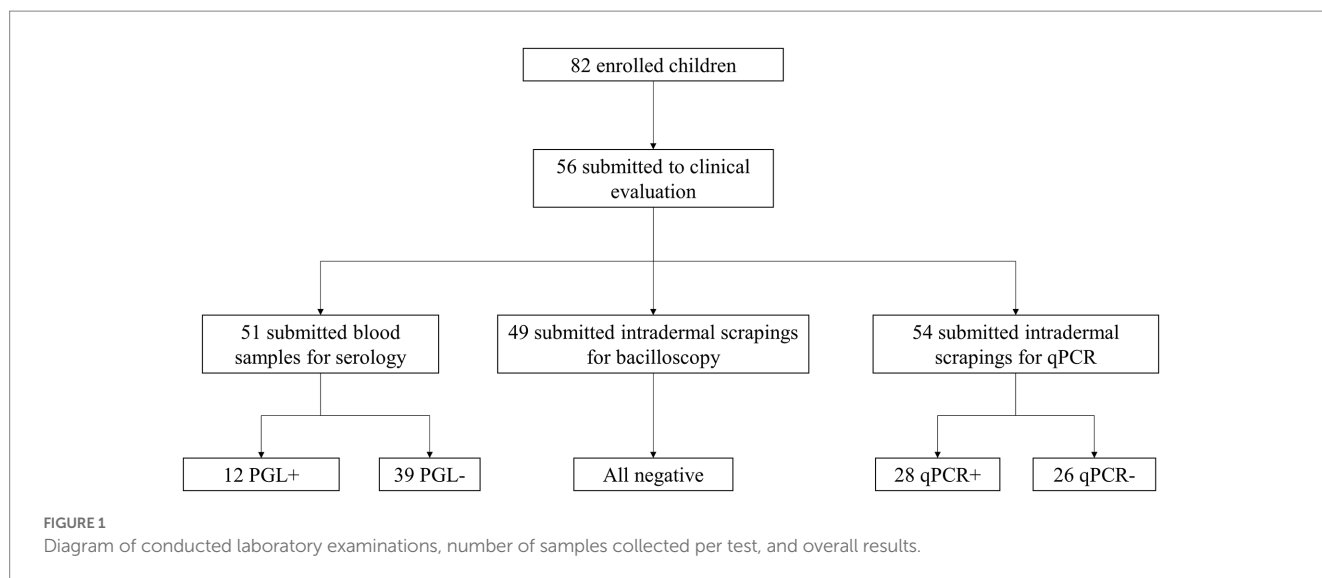 82 enrolled children
56 submitted to clinical
evaluation
51 submitted blood
samples for serology
49 submitted intradermal scrapings
for bacilloscopy
54 submitted intradermal
scrapings for qPCR
12 PGL+
39 PGL-
All negative
28 qPCR+
26 qPCR-
FIGURE 1
Diagram of conducted laboratory examinations, number of samples collected per test, and overall results.